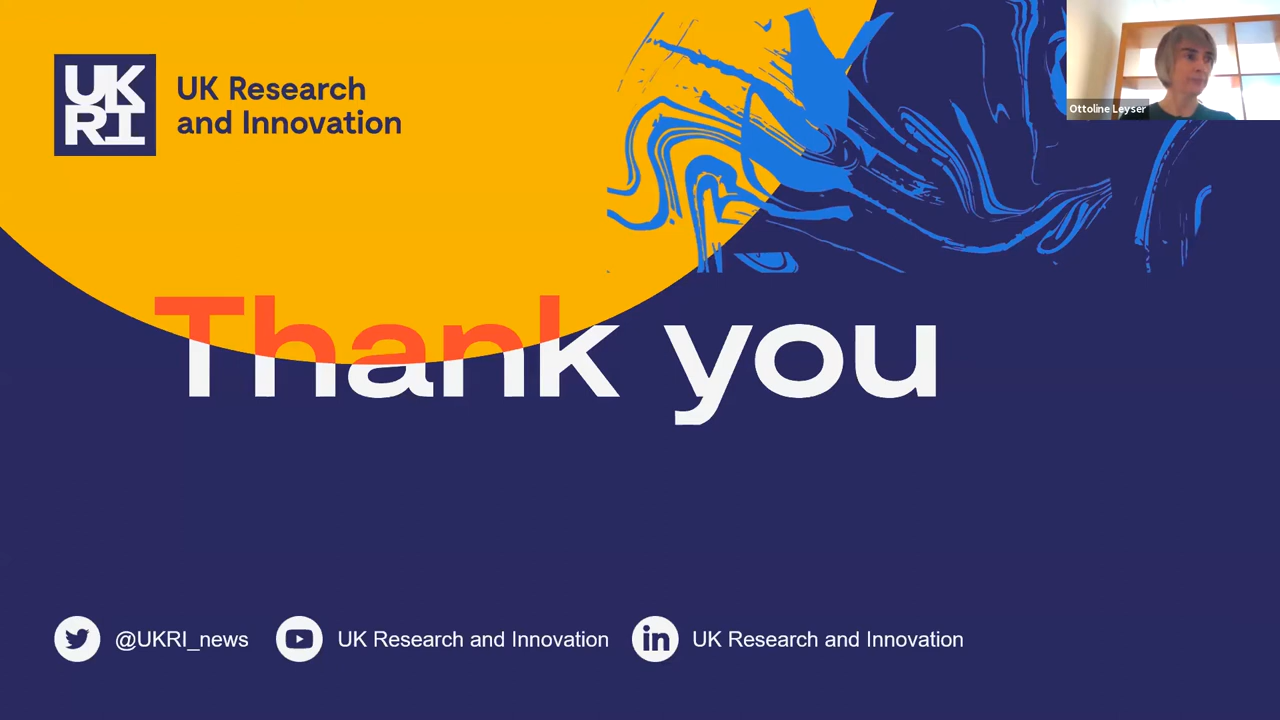 UK
RI
UK Research
and Innovation
Ottoline Leyser
Thank you
@UKRI_news
UK Research and Innovation
in
UK Research and Innovation